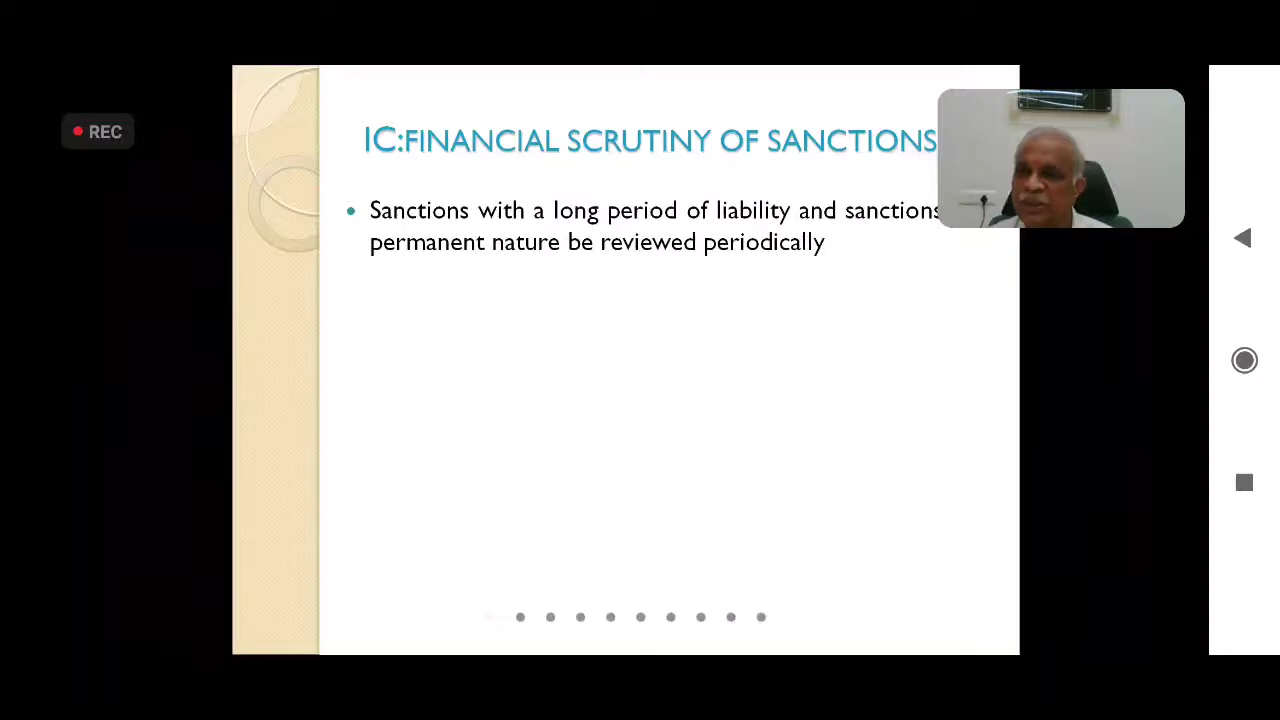 REC
IC:FINANCIAL SCRUTINY OF SANCTIONS
Sanctions with a long period of liability and sanctions
permanent nature be reviewed periodically